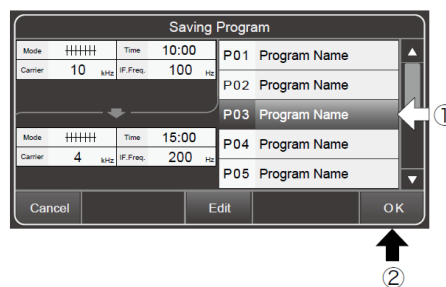 Saving Program
Mode Time 10:00
Carrier 10 kHz IF.Freq. 100 Hz
Mode Time 15:00
Carrier 4 kHz IF.Freq. 200 Hz
P01 Program Name
P02 Program Name
P03 Program Name
P04 Program Name
P05 Program Name
Cancel Edit OK
①
②